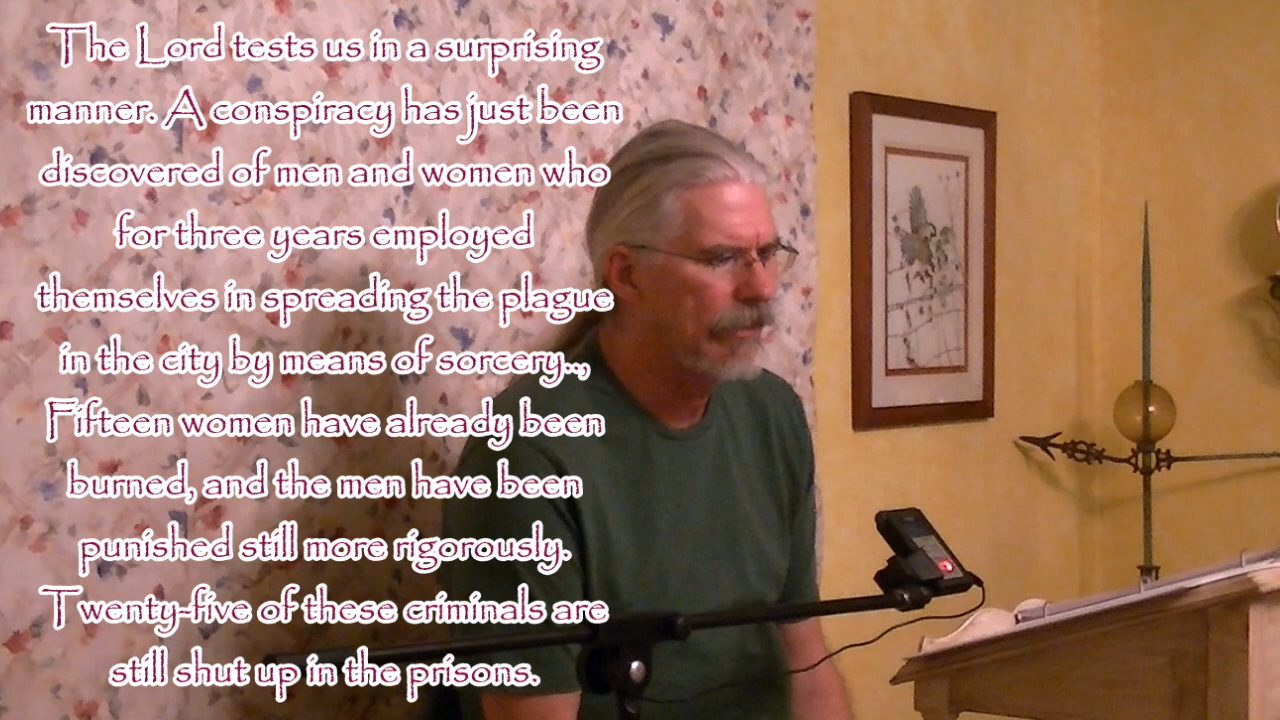 The Lord tests us in a surprising
manner. A conspiracy has just been
discovered of men and women who
for three years employed
themselves in spreading the plague
in the city by means of sorcery..,
Fifteen women have already been
burned, and the men have been
punished still more rigorously.
Twenty-five of these criminals are
still shut up in the prisons.